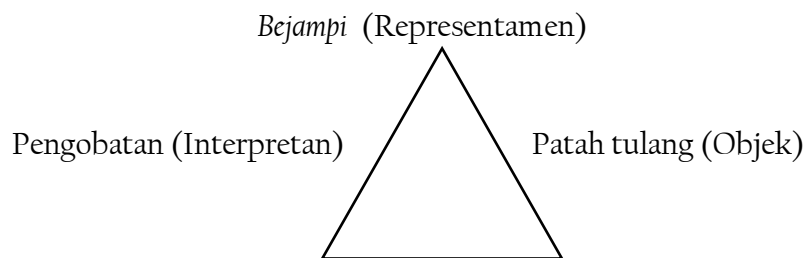 Bejampi (Representamen)
Pengobatan (Interpretan)
Patah tulang (Objek)